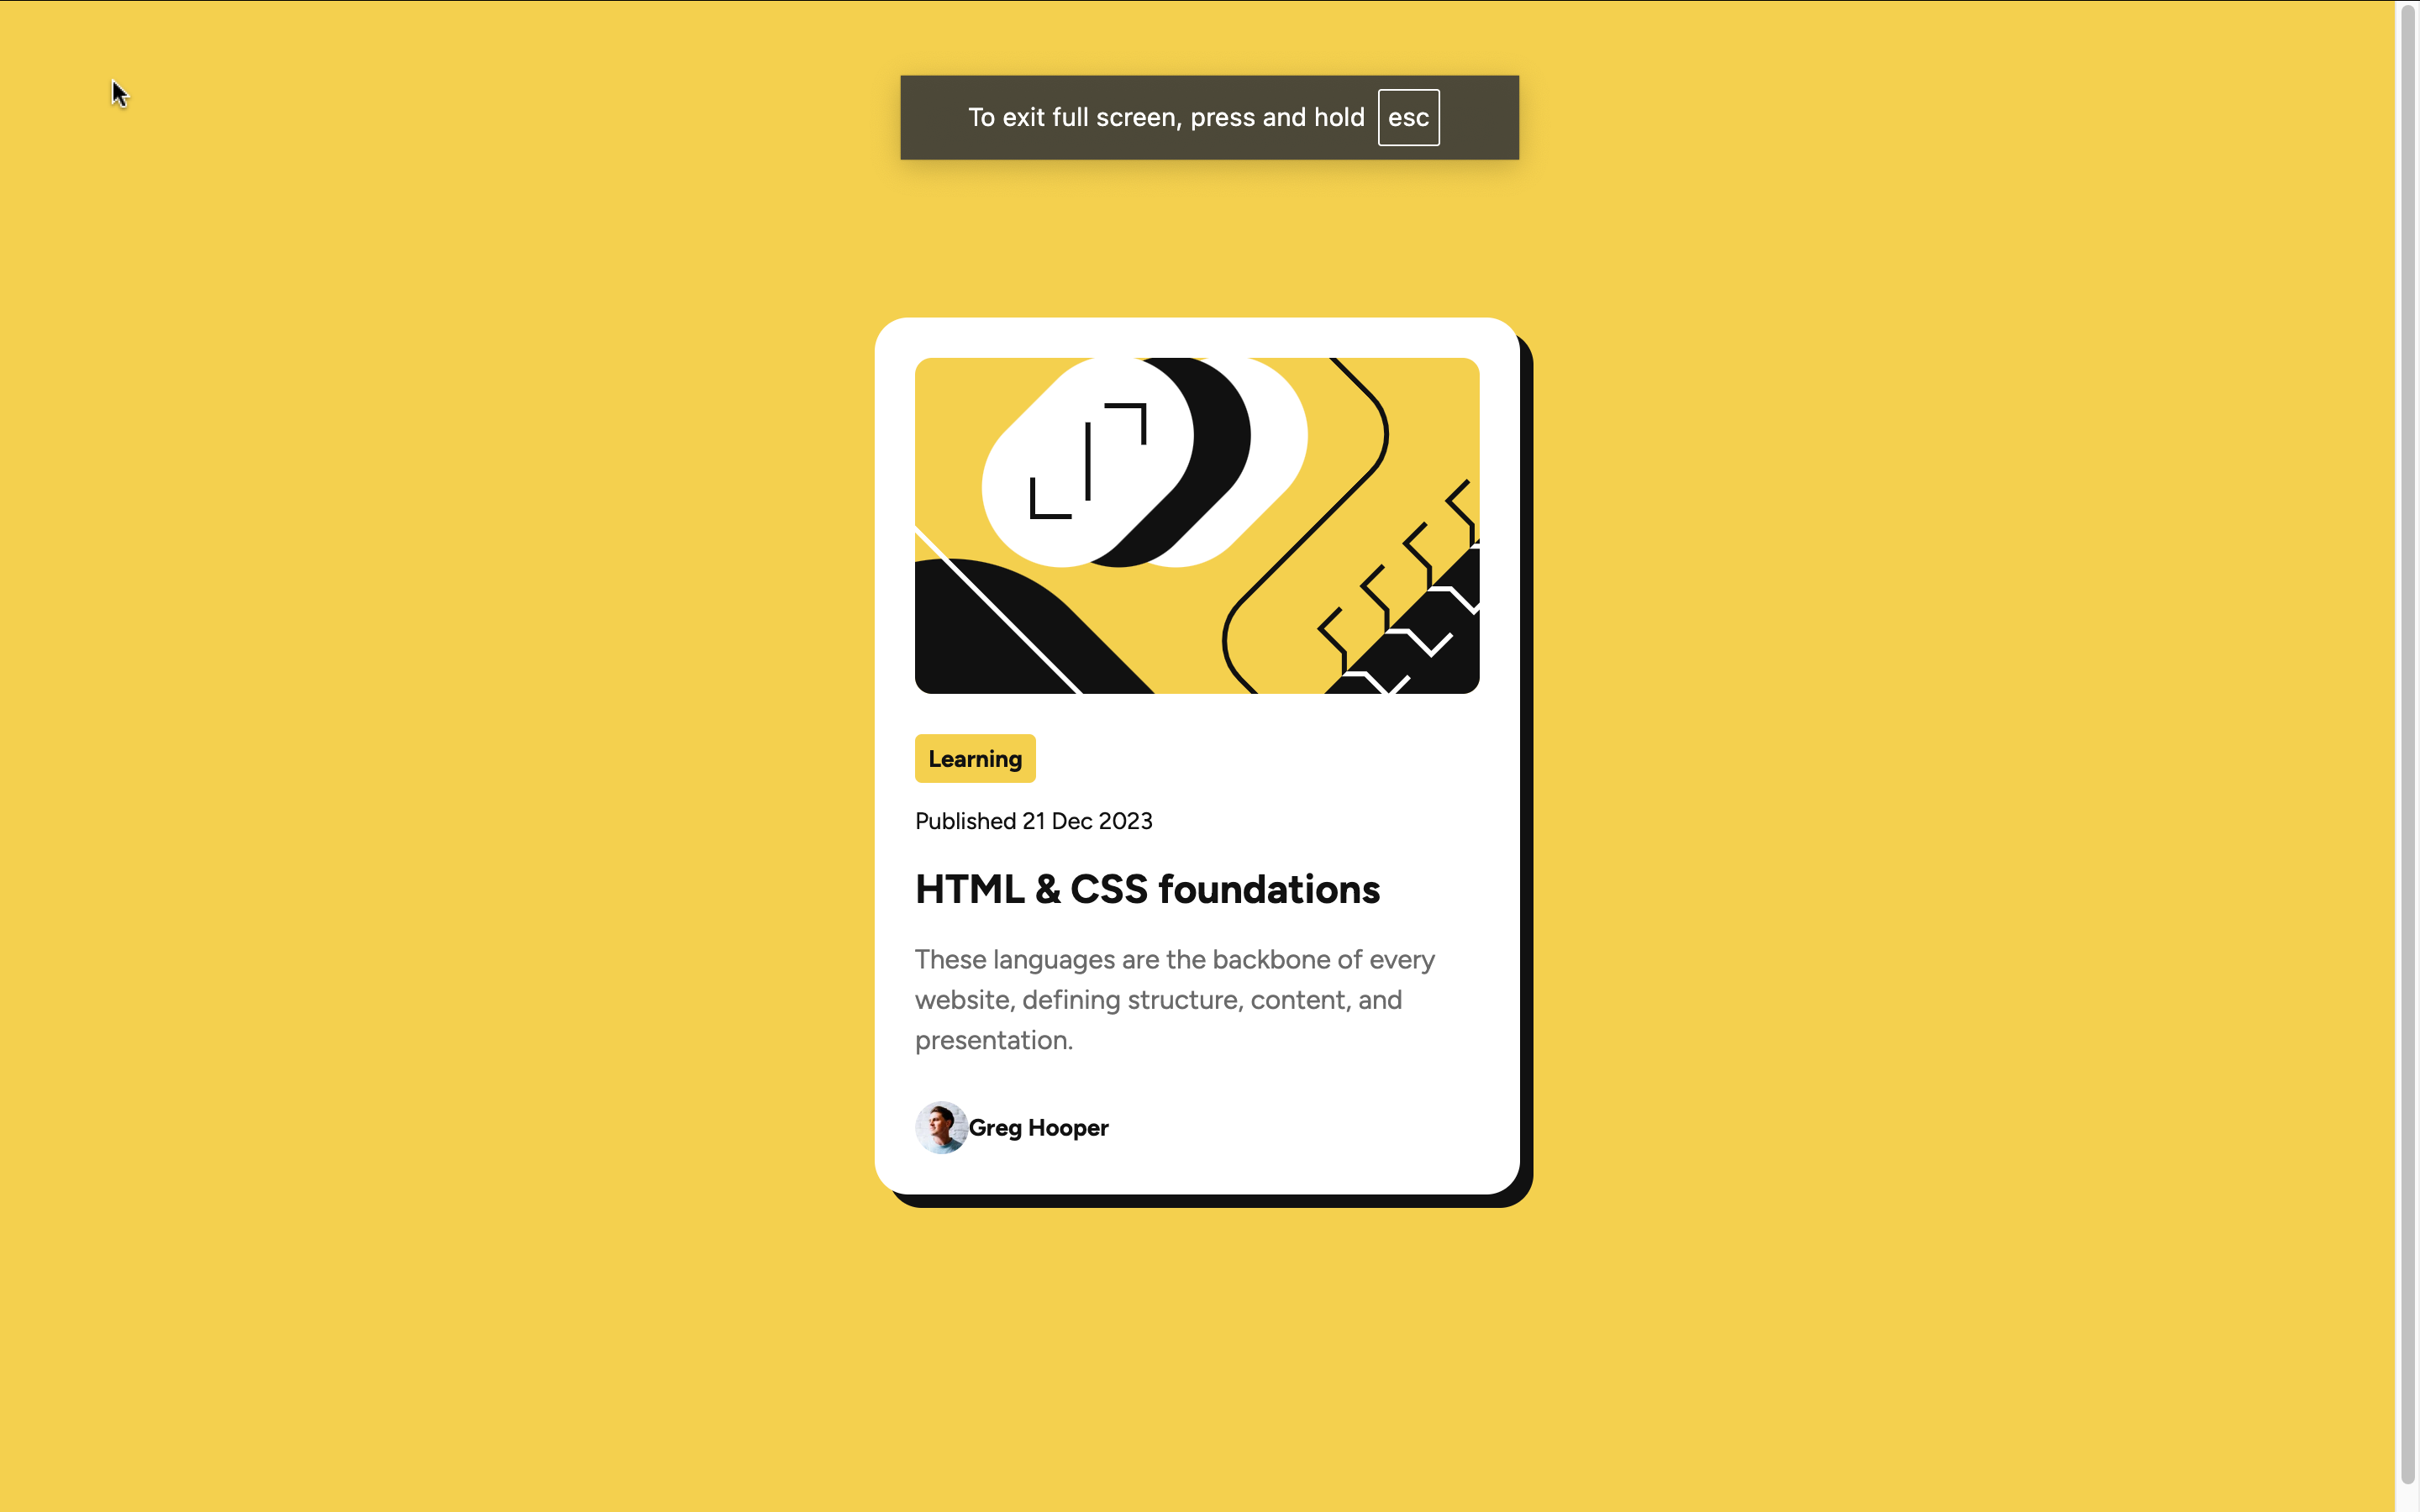 To exit full screen, press and hold esc
Learning
Published 21 Dec 2023
HTML & CSS foundations
These languages are the backbone of every
website, defining structure, content, and
presentation.
Greg Hooper